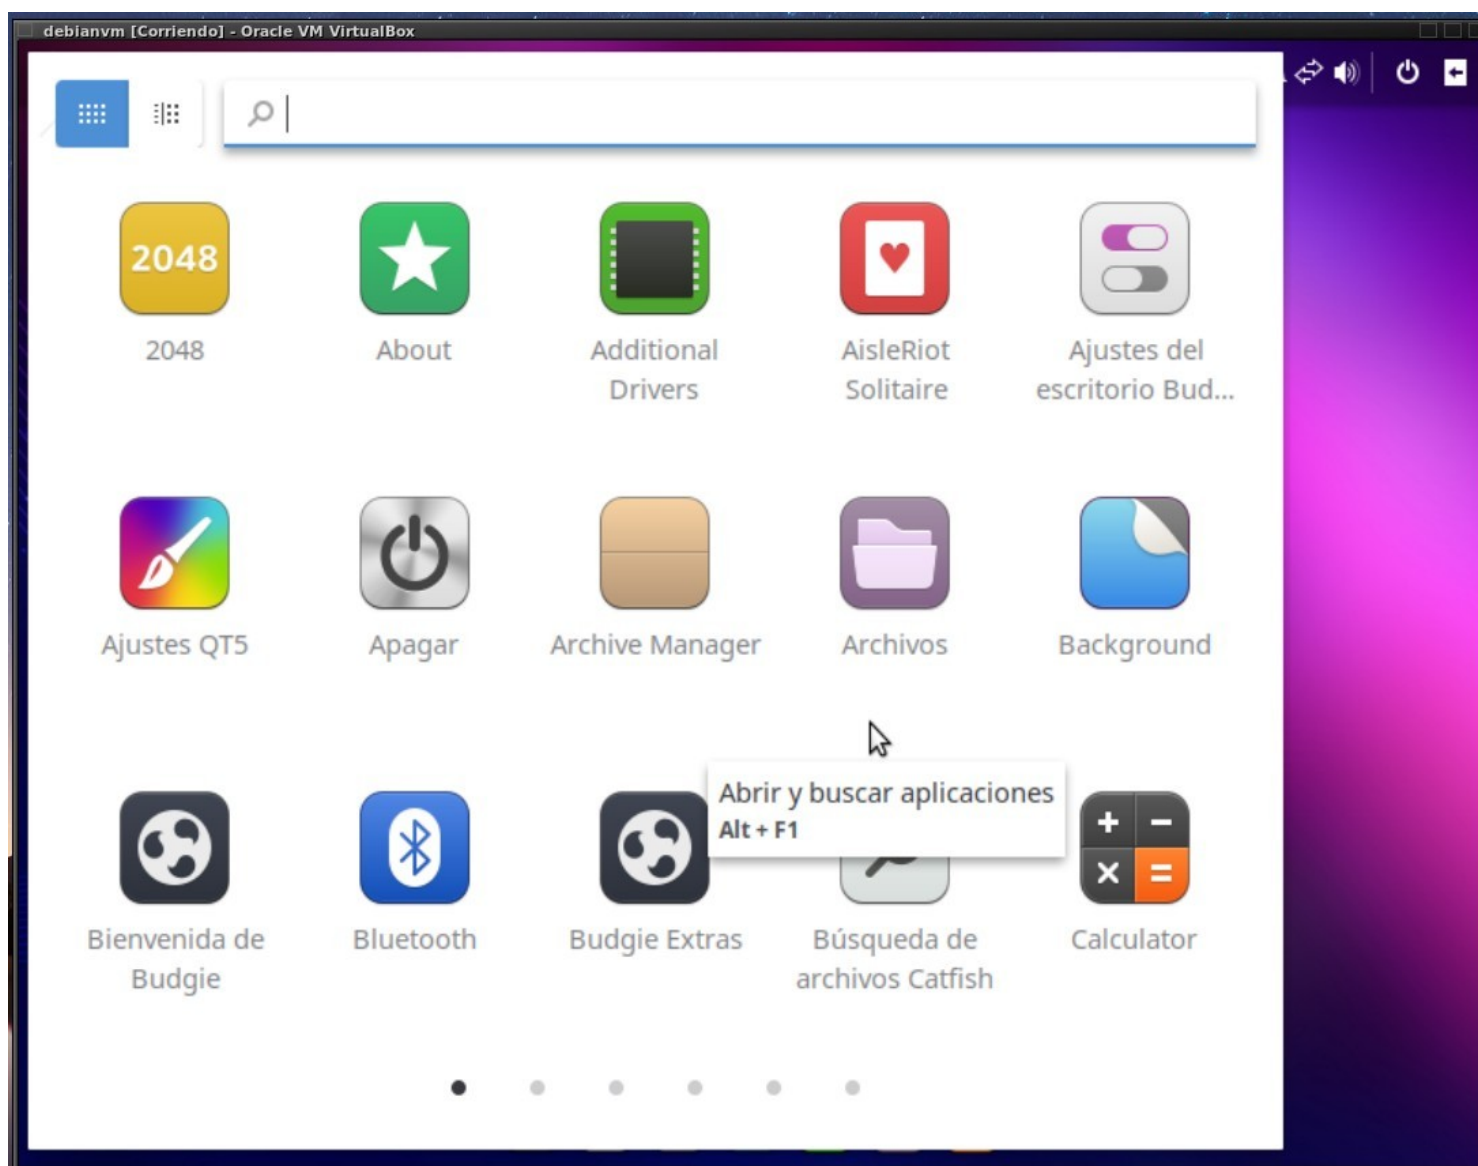 debianvm [Corriendo] - Oracle VM VirtualBox
2048
2048
About
Additional
Drivers
AisleRiot
Solitaire
Ajustes del
escritorio Bud...
Ajustes QT5
Apagar
Archive Manager
Archivos
Background
Abrir y buscar aplicaciones
Alt + F1
Bienvenida de
Budgie
Bluetooth
Budgie Extras
Búsqueda de
archivos Catfish
Calculator